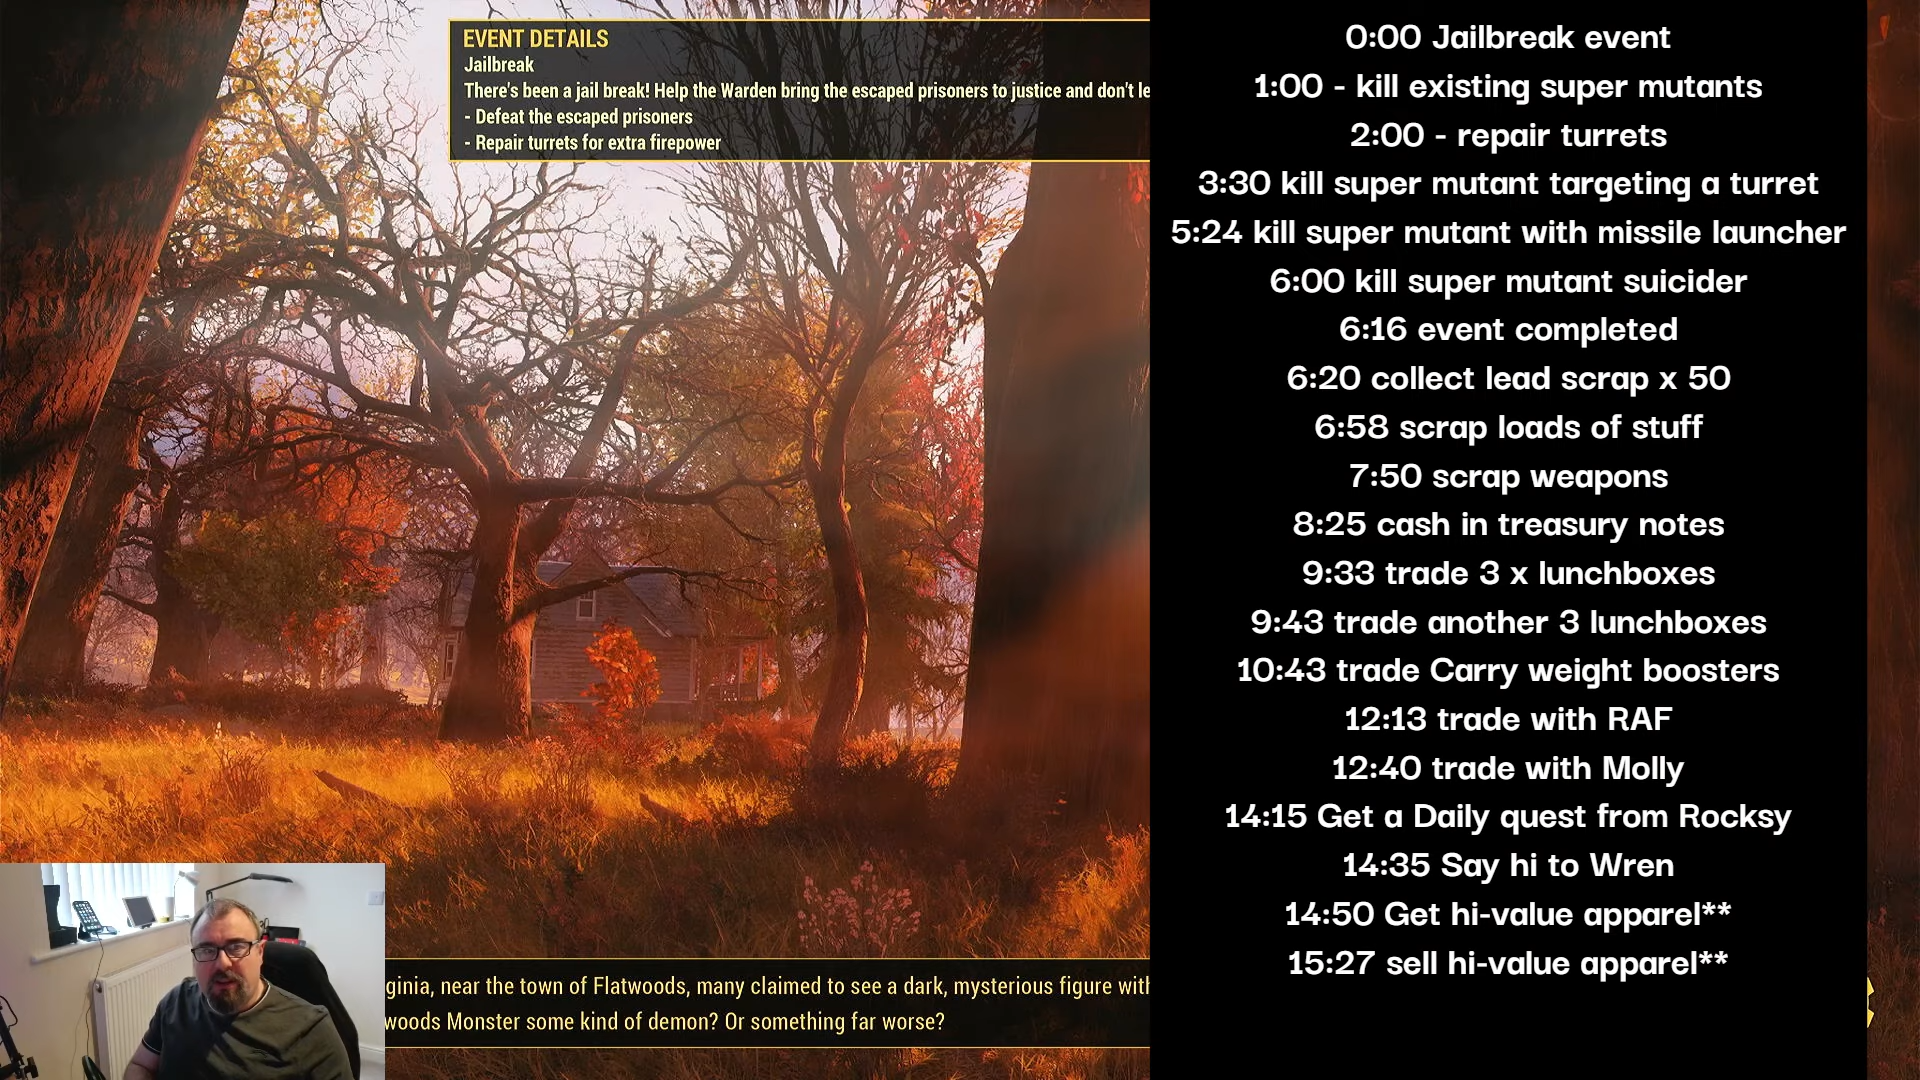 EVENT DETAILS
Jailbreak
There's been a jail break! Help the Warden bring the escaped prisoners to justice and don't le
- Defeat the escaped prisoners
- Repair turrets for extra firepower
0:00 Jailbreak event
1:00 - kill existing super mutants
2:00 - repair turrets
3:30 kill super mutant targeting a turret
5:24 kill super mutant with missile launcher
6:00 kill super mutant suicider
6:16 event completed
6:20 collect lead scrap x 50
6:58 scrap loads of stuff
7:50 scrap weapons
8:25 cash in treasury notes
9:33 trade 3 x lunchboxes
9:43 trade another 3 lunchboxes
10:43 trade Carry weight boosters
12:13 trade with RAF
12:40 trade with Molly
14:15 Get a Daily quest from Rocksy
14:35 Say hi to Wren
14:50 Get hi-value apparel**
15:27 sell hi-value apparel**
ginia, near the town of Flatwoods, many claimed to see a dark, mysterious figure with
woods Monster some kind of demon? Or something far worse?